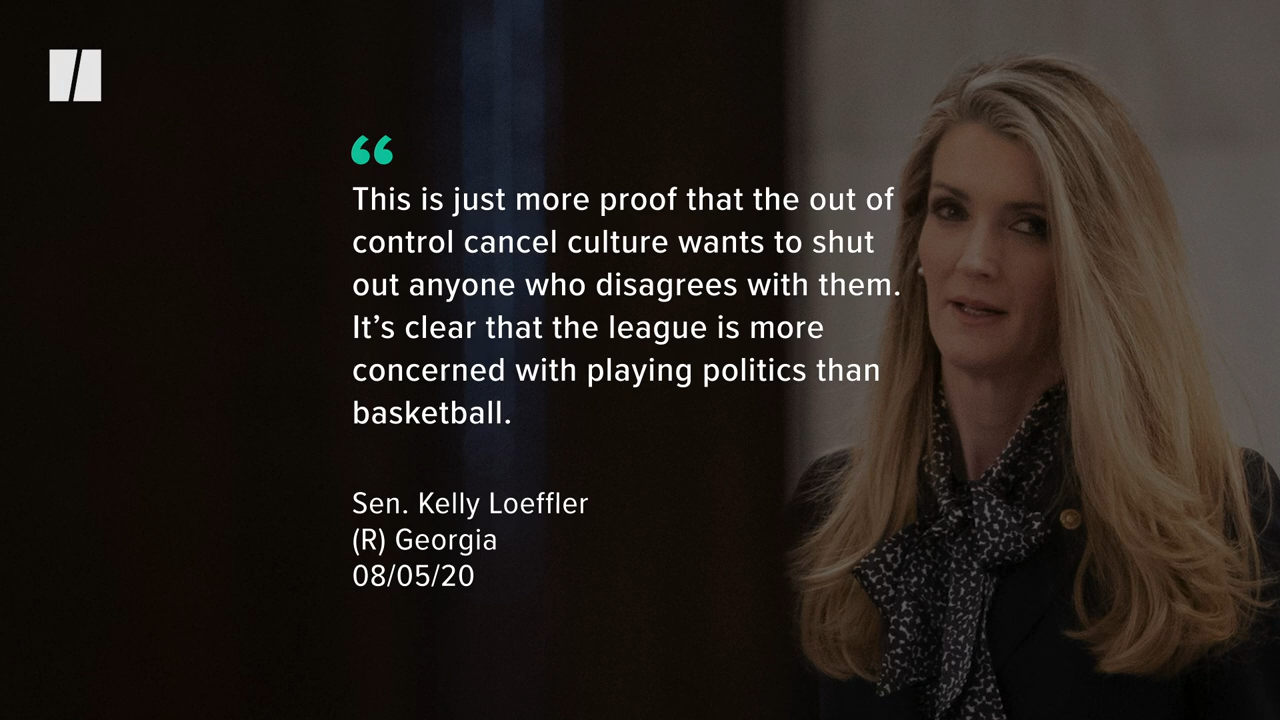 This is just more proof that the out of
control cancel culture wants to shut
out anyone who disagrees with them.
It’s clear that the league is more
concerned with playing politics than
basketball.
Sen. Kelly Loeffler
(R) Georgia
08/05/20